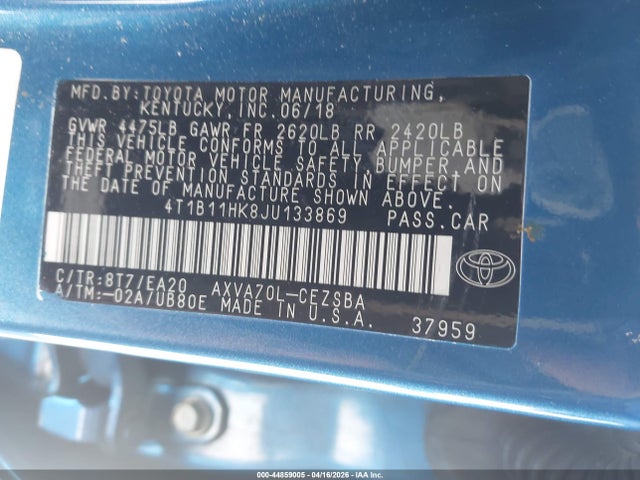 MFD. BY: TOYOTA MOTOR MANUFACTURING,
KENTUCKY, INC. 06/18
GVWR 4475LB GAWR FR 2620LB RR 2420LB
THIS VEHICLE CONFORMS TO ALL APPLICABLE
FEDERAL MOTOR VEHICLE SAFETY, BUMPER, AND
THEFT PREVENTION STANDARDS IN EFFECT ON
THE DATE OF MANUFACTURE SHOWN ABOVE.
4T1B11HK8JU133869 PASS.CAR
C/TR: 8T7/EA20 AXVA70L-CEZSBA
A/TM: -02A/UB80E MADE IN U.S.A. 37959
000-44859005 - 04/16/2026 - IAAI Corp